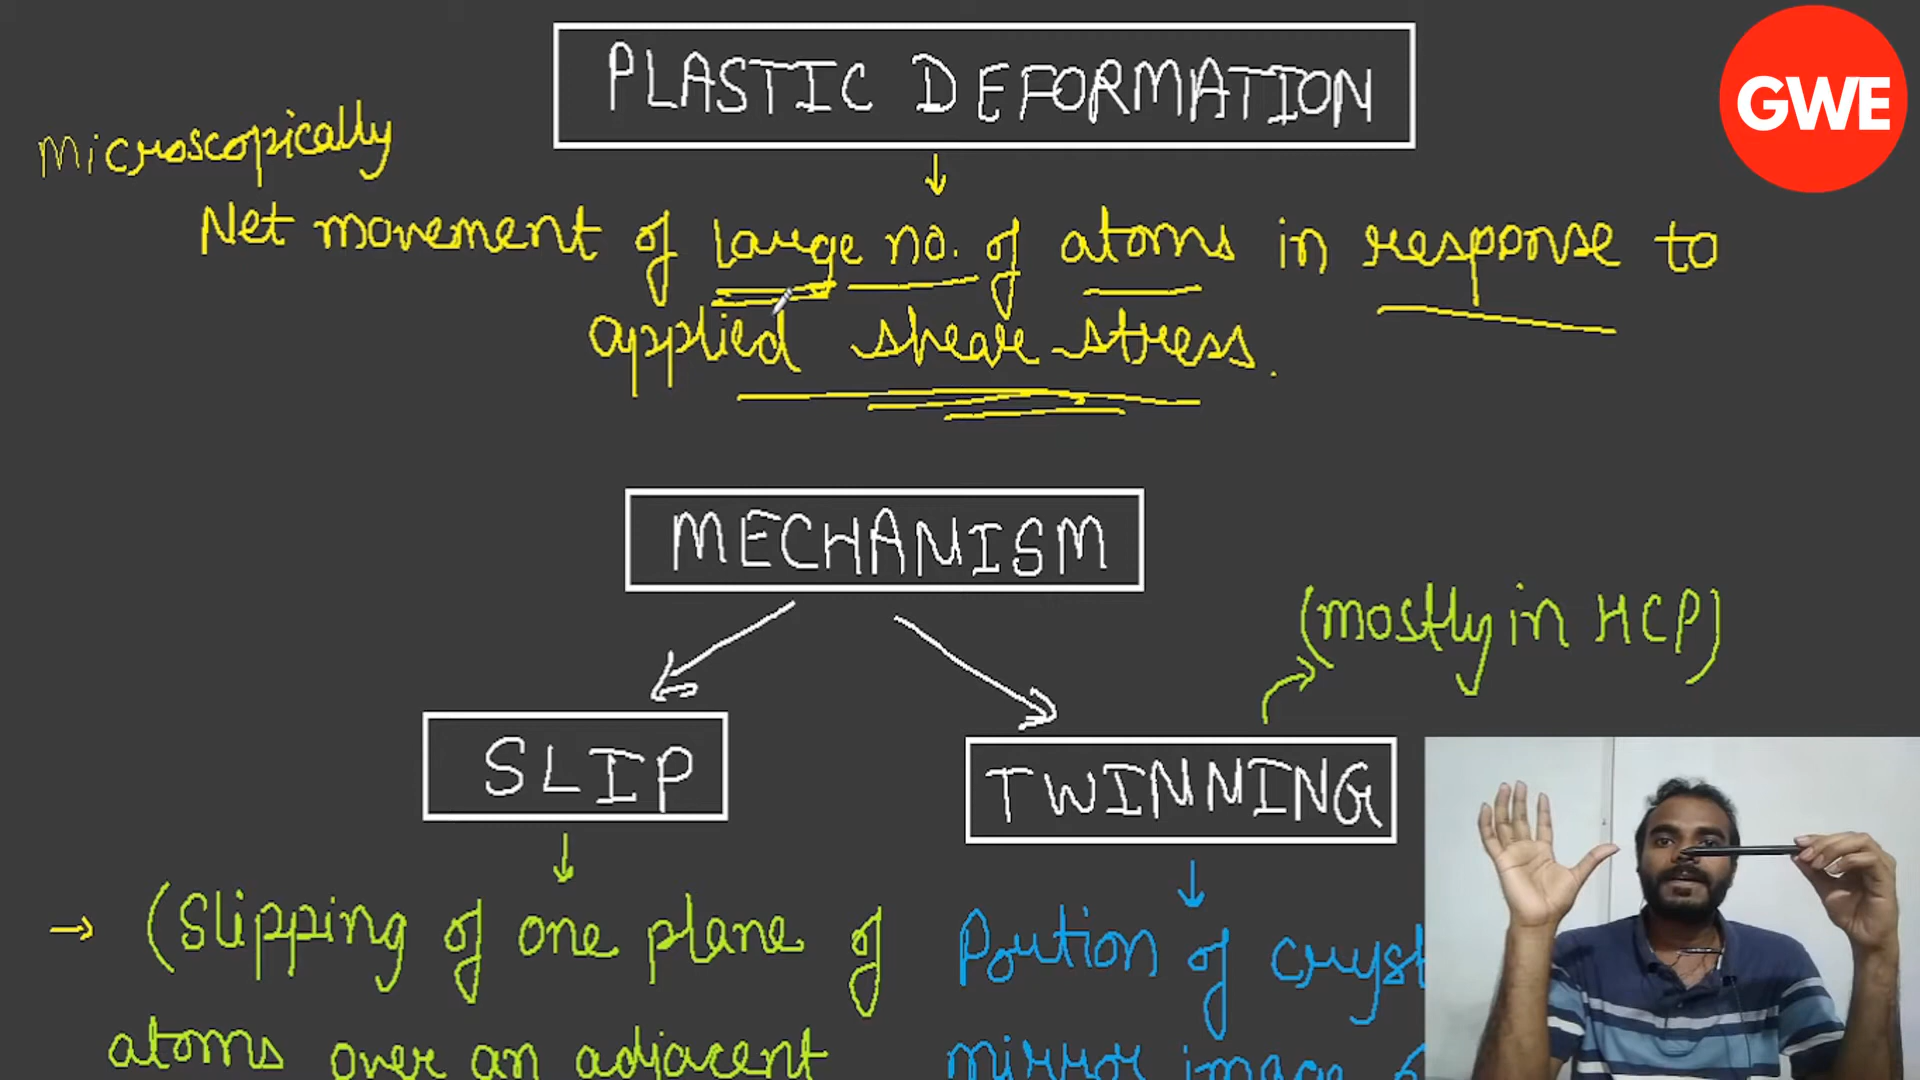 PLASTIC DEFORMATION
GWE
Microscopically
Net movement of large no. of atoms in response to
applied shear stress.
MECHANISM
(mostly in HCP)
SLIP
TWINNING
→ (Slipping of one plane of
atoms over an adjacent
Portion of cryst
mirror image